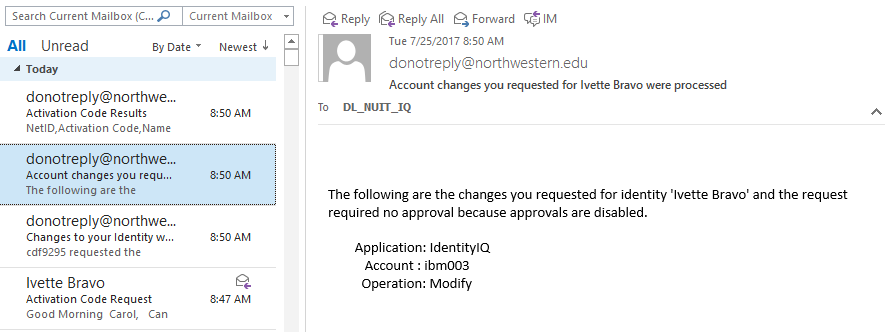 Search Current Mailbox (C...
Current Mailbox
All Unread By Date Newest
Today
donotreply@northwe...
Activation Code Results 8:50 AM
NetID,Activation Code,Name
donotreply@northwe...
Account changes you requ... 8:50 AM
The following are the
donotreply@northwe...
Changes to your Identity w... 8:50 AM
cdf9295 requested the
Ivette Bravo
Activation Code Request 8:47 AM
Good Morning Carol, Can
Reply Reply All Forward IM
Tue 7/25/2017 8:50 AM
donotreply@northwestern.edu
Account changes you requested for Ivette Bravo were processed
To DL_NUIT_IQ
The following are the changes you requested for identity 'Ivette Bravo' and the request
required no approval because approvals are disabled.
Application: IdentityIQ
Account : ibm003
Operation: Modify